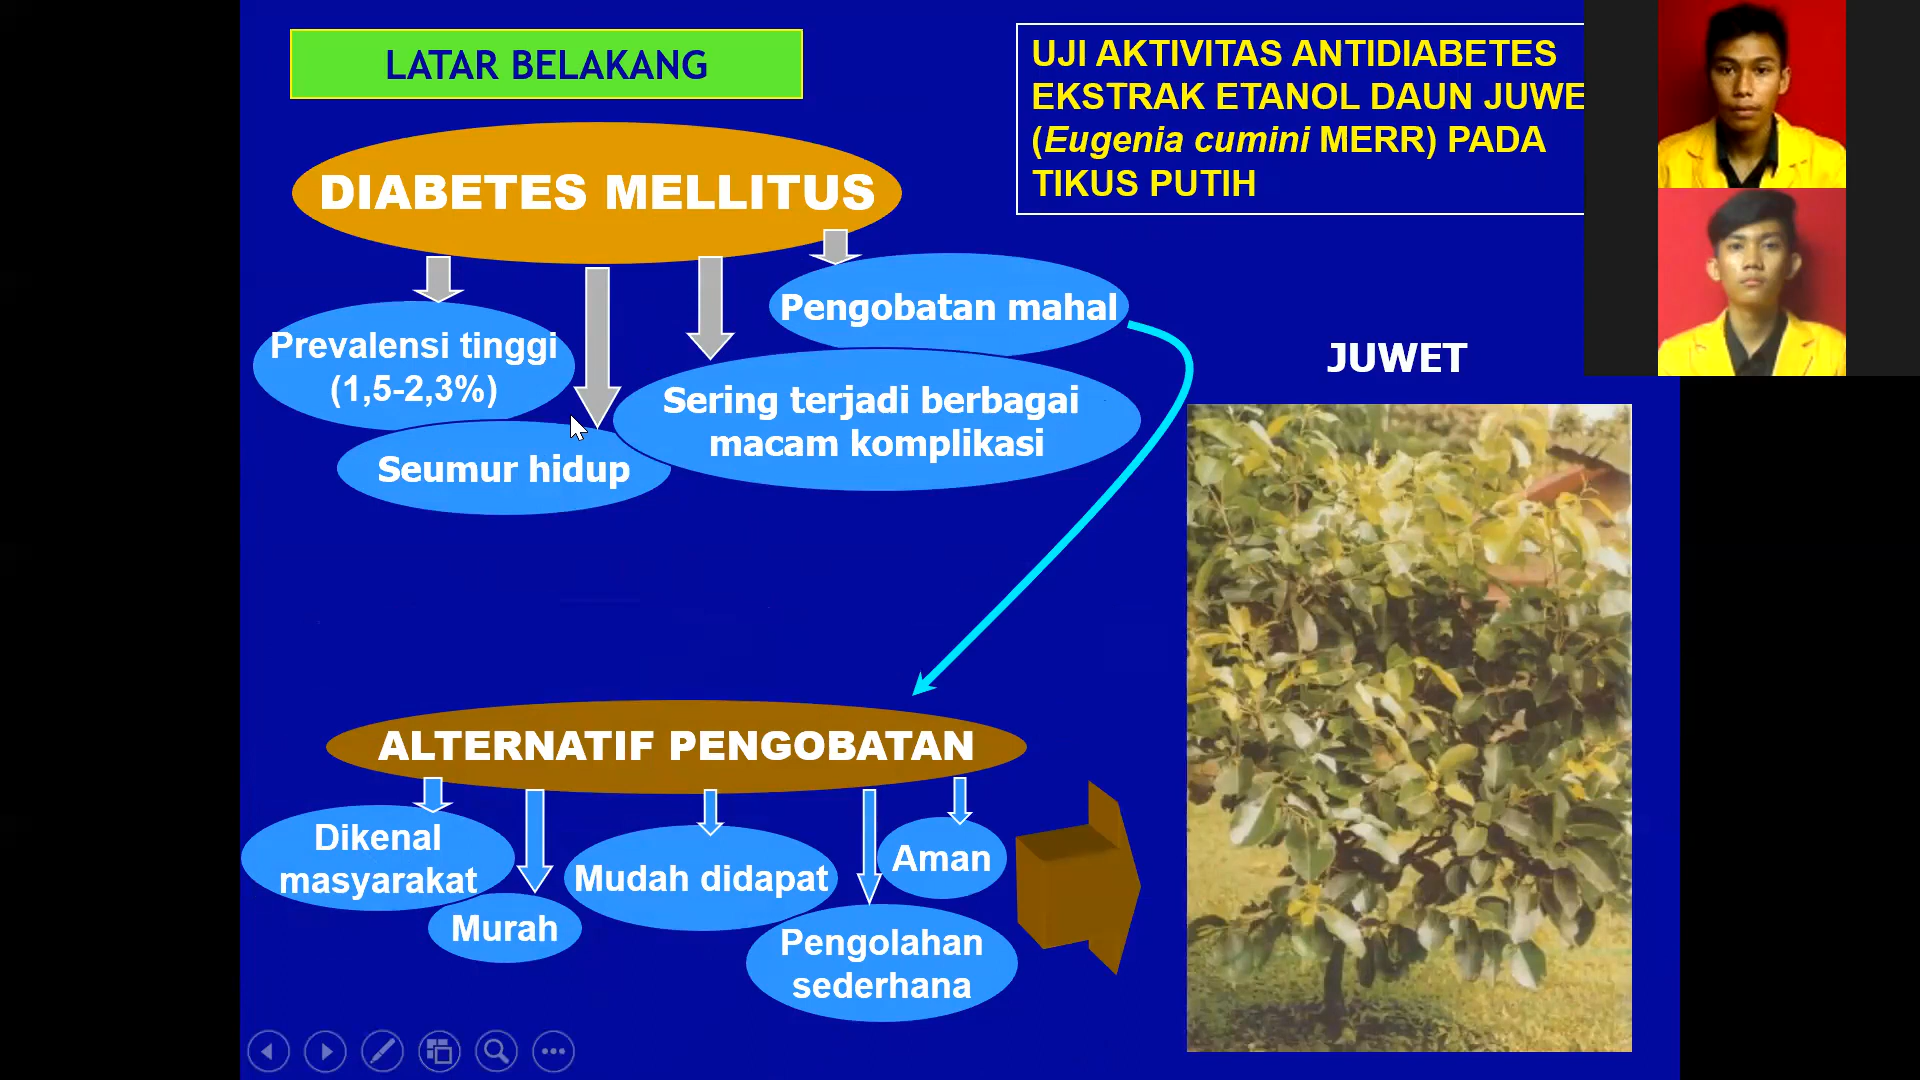 LATAR BELAKANG
UJI AKTIVITAS ANTIDIABETES
EKSTRAK ETANOL DAUN JUWE
(Eugenia cumini MERR) PADA
TIKUS PUTIH
DIABETES MELLITUS
Pengobatan mahal
Prevalensi tinggi
(1,5-2,3%)
Sering terjadi berbagai
macam komplikasi
Seumur hidup
JUWET
ALTERNATIF PENGOBATAN
Dikenal
masyarakat
Murah
Mudah didapat
Aman
Pengolahan
sederhana